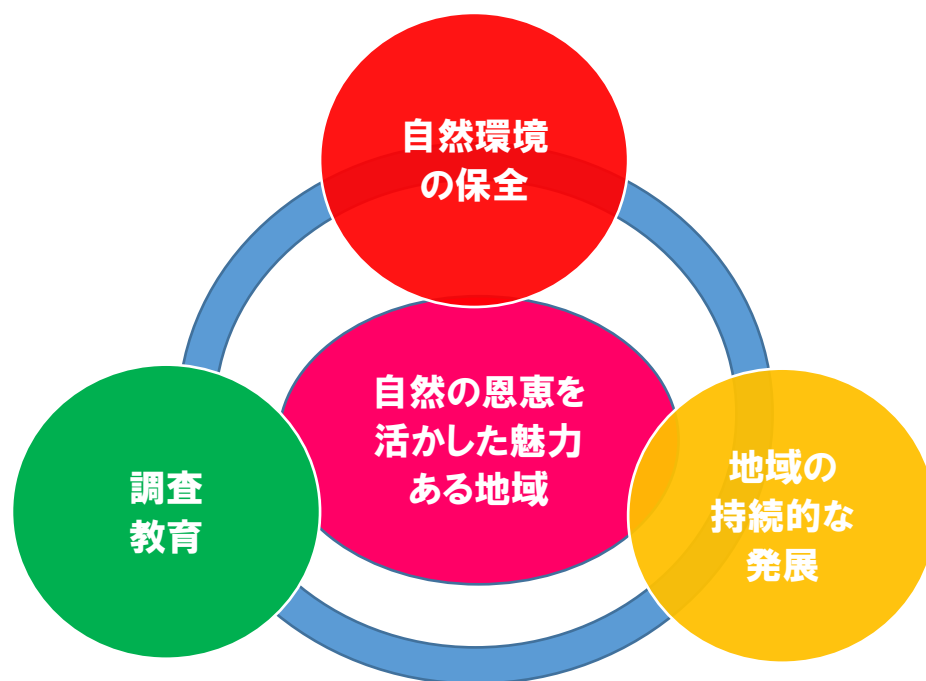 自然環境
の保全
自然の恩恵を
活かした魅力
ある地域
調査
教育
地域の
持続的な
発展